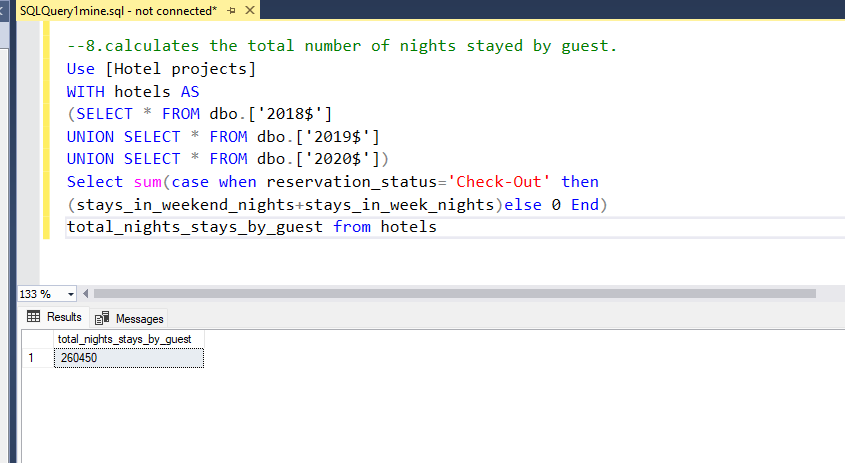 SQLQuery1mine.sql - not connected*
--8.calculates the total number of nights stayed by guest.
Use [Hotel projects]
WITH hotels AS
(SELECT * FROM dbo.['2018$']
UNION SELECT * FROM dbo.['2019$']
UNION SELECT * FROM dbo.['2020$'])
Select sum(case when reservation_status='Check-Out' then
(stays_in_weekend_nights+stays_in_week_nights)else 0 End)
total_nights_stays_by_guest from hotels
133 %
Results Messages
total_nights_stays_by_guest
1 260450